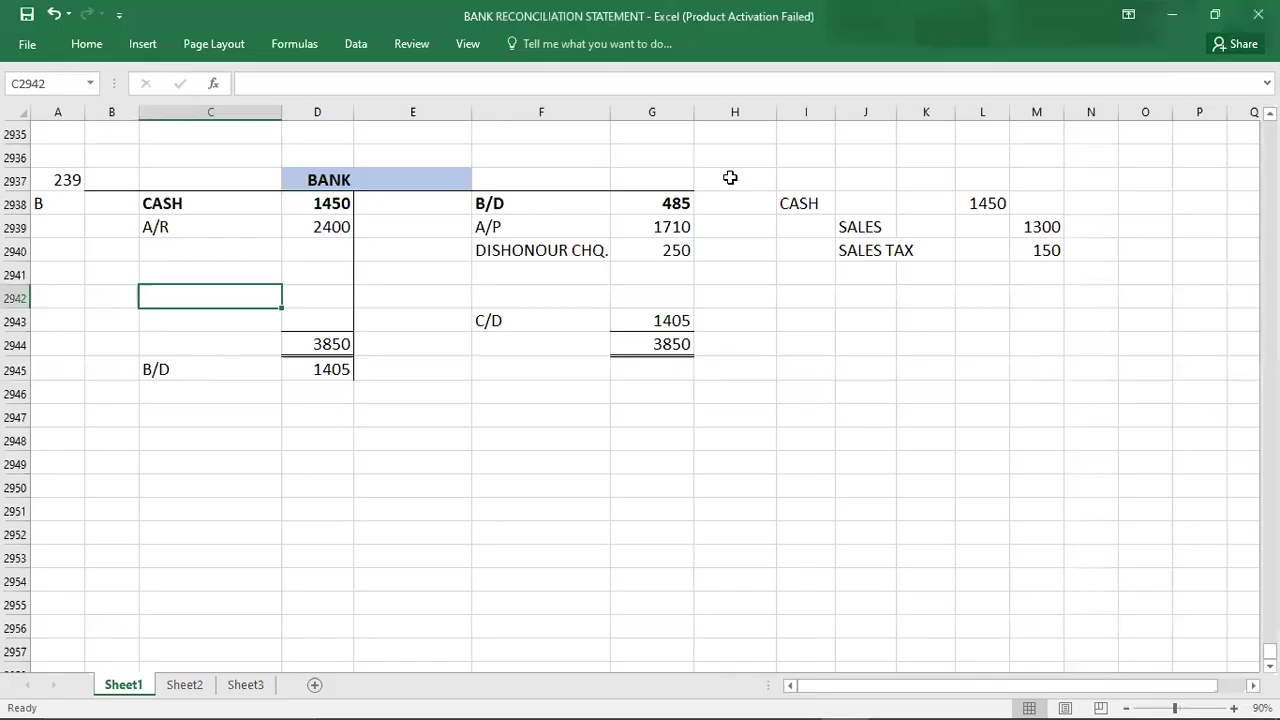 BANK RECONCILIATION STATEMENT - Excel (Product Activation Failed)
File Home Insert Page Layout Formulas Data Review View Tell me what you want to do... Share
C2942 fx
A B C D E F G H I J K L M N O P Q
2935
2936
2937 239 BANK
2938 B CASH 1450 B/D 485 CASH 1450
2939 A/R 2400 A/P 1710 SALES 1300
2940 DISHONOUR CHQ. 250 SALES TAX 150
2941
2942
2943 C/D 1405
2944 3850 3850
2945 B/D 1405
2946
2947
2948
2949
2950
2951
2952
2953
2954
2955
2956
2957
Sheet1 Sheet2 Sheet3
Ready 90%